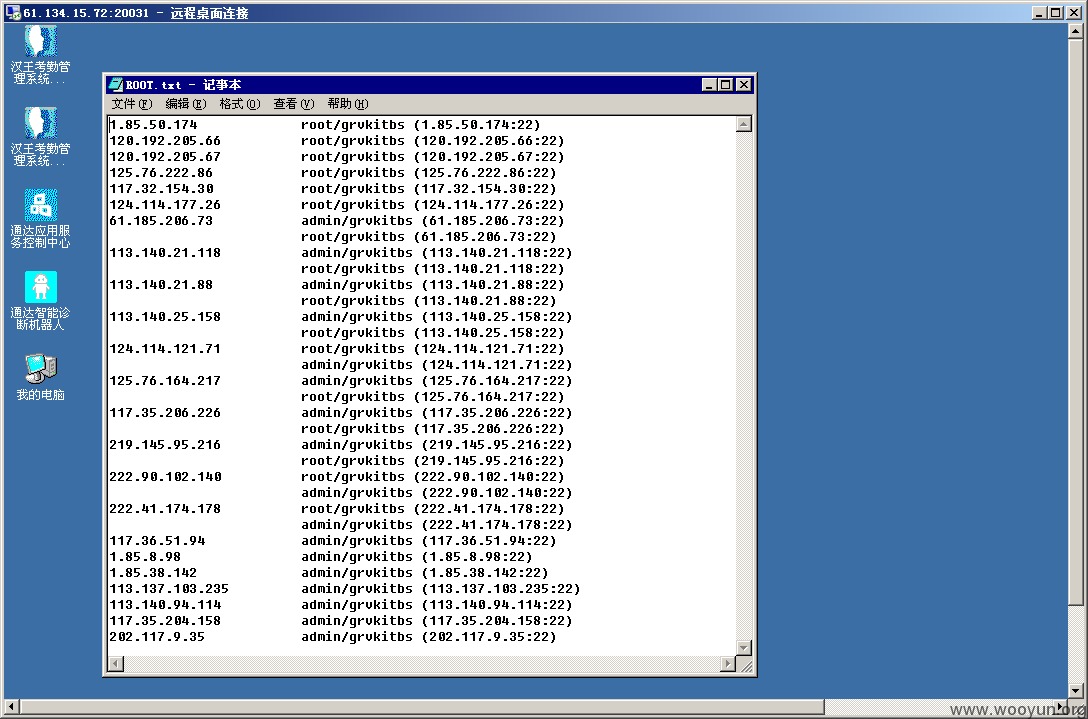 61.134.15.72:20031 - 远程桌面连接
汉王考勤管
理系统...
汉王考勤管
理系统...
通达应用服
务控制中心
通达智能诊
断机器人
我的电脑
ROOT.txt - 记事本
文件(F) 编辑(E) 格式(O) 查看(V) 帮助(H)
1.85.50.174 root/grvkitbs (1.85.50.174:22)
120.192.205.66 root/grvkitbs (120.192.205.66:22)
120.192.205.67 root/grvkitbs (120.192.205.67:22)
125.76.222.86 root/grvkitbs (125.76.222.86:22)
117.32.154.30 root/grvkitbs (117.32.154.30:22)
124.114.177.26 root/grvkitbs (124.114.177.26:22)
61.185.206.73 admin/grvkitbs (61.185.206.73:22)
root/grvkitbs (61.185.206.73:22)
113.140.21.118 admin/grvkitbs (113.140.21.118:22)
root/grvkitbs (113.140.21.118:22)
113.140.21.88 admin/grvkitbs (113.140.21.88:22)
root/grvkitbs (113.140.21.88:22)
113.140.25.158 admin/grvkitbs (113.140.25.158:22)
root/grvkitbs (113.140.25.158:22)
124.114.121.71 root/grvkitbs (124.114.121.71:22)
admin/grvkitbs (124.114.121.71:22)
125.76.164.217 admin/grvkitbs (125.76.164.217:22)
root/grvkitbs (125.76.164.217:22)
117.35.206.226 admin/grvkitbs (117.35.206.226:22)
root/grvkitbs (117.35.206.226:22)
219.145.95.216 admin/grvkitbs (219.145.95.216:22)
root/grvkitbs (219.145.95.216:22)
222.90.102.140 root/grvkitbs (222.90.102.140:22)
admin/grvkitbs (222.90.102.140:22)
222.41.174.178 root/grvkitbs (222.41.174.178:22)
admin/grvkitbs (222.41.174.178:22)
117.36.51.94 admin/grvkitbs (117.36.51.94:22)
1.85.8.98 admin/grvkitbs (1.85.8.98:22)
1.85.38.142 admin/grvkitbs (1.85.38.142:22)
113.137.103.235 admin/grvkitbs (113.137.103.235:22)
113.140.94.114 admin/grvkitbs (113.140.94.114:22)
117.35.204.158 admin/grvkitbs (117.35.204.158:22)
202.117.9.35 admin/grvkitbs (202.117.9.35:22)
www.wooyun.org